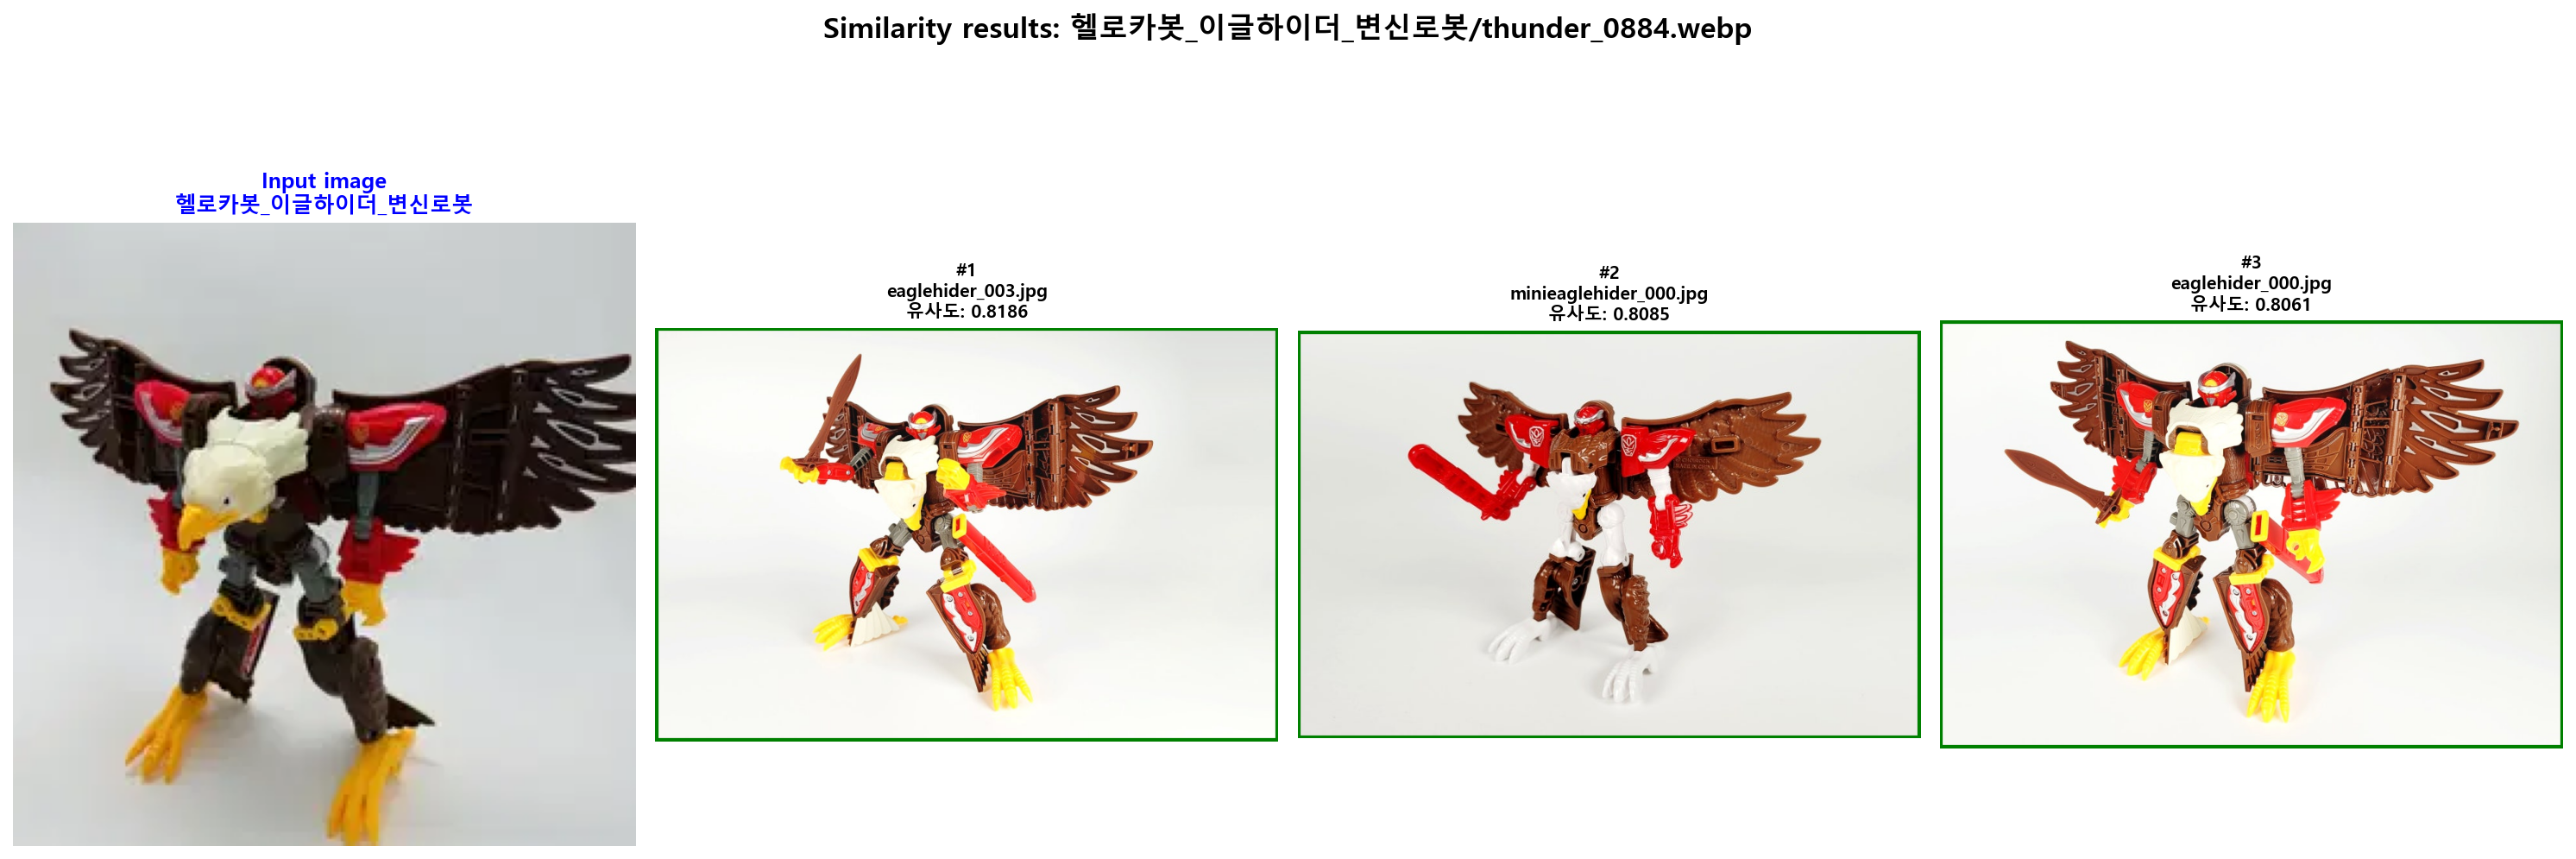 Similarity results: 헬로카봇_이글하이더_변신로봇/thunder_0884.webp
Input image
헬로카봇_이글하이더_변신로봇
#1
eaglehider_003.jpg
유사도: 0.8186
#2
minieaglehider_000.jpg
유사도: 0.8085
#3
eaglehider_000.jpg
유사도: 0.8061